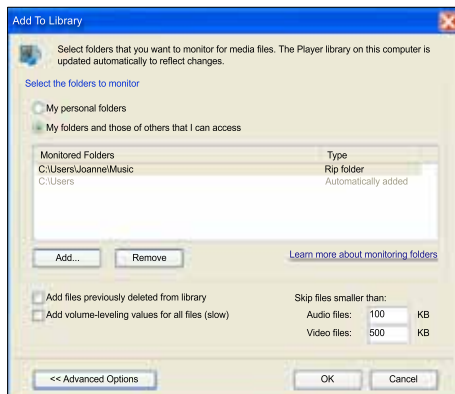 Add To Library
Select folders that you want to monitor for media files. The Player library on this computer is
updated automatically to reflect changes.
Select the folders to monitor
My personal folders
My folders and those of others that I can access
Monitored Folders Type
C:\Users\Joanne\Music Rip folder
C:\Users Automatically added
Add... Remove Learn more about monitoring folders
Add files previously deleted from library Skip files smaller than:
Add volume-leveling values for all files (slow) Audio files: 100 KB
Video files: 500 KB
<< Advanced Options OK Cancel